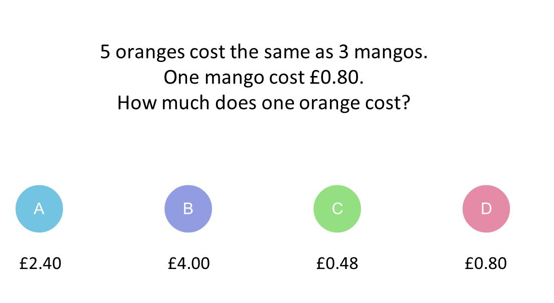 5 oranges cost the same as 3 mangos.
One mango cost £0.80.
How much does one orange cost?
A
B
C
D
£2.40
£4.00
£0.48
£0.80